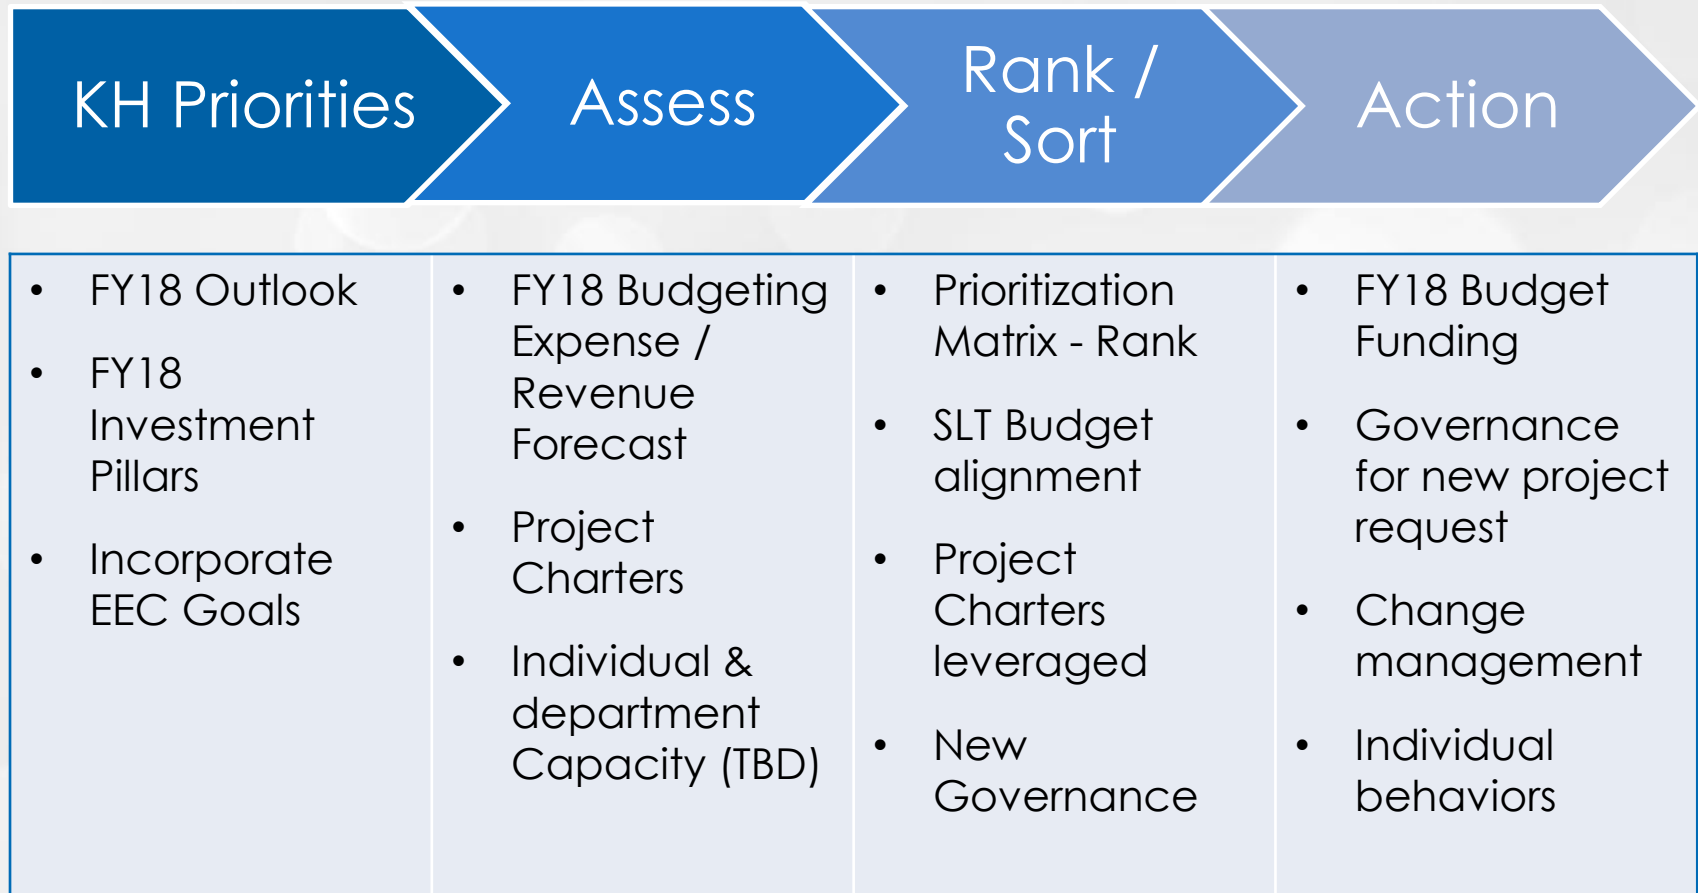 KH Priorities
Assess
Rank /
Sort
Action
• FY18 Outlook
• FY18
Investment
Pillars
• Incorporate
EEC Goals
• FY18 Budgeting
Expense /
Revenue
Forecast
• Project
Charters
• Individual &
department
Capacity (TBD)
• Prioritization
Matrix - Rank
• SLT Budget
alignment
• Project
Charters
leveraged
• New
Governance
• FY18 Budget
Funding
• Governance
for new project
request
• Change
management
• Individual
behaviors